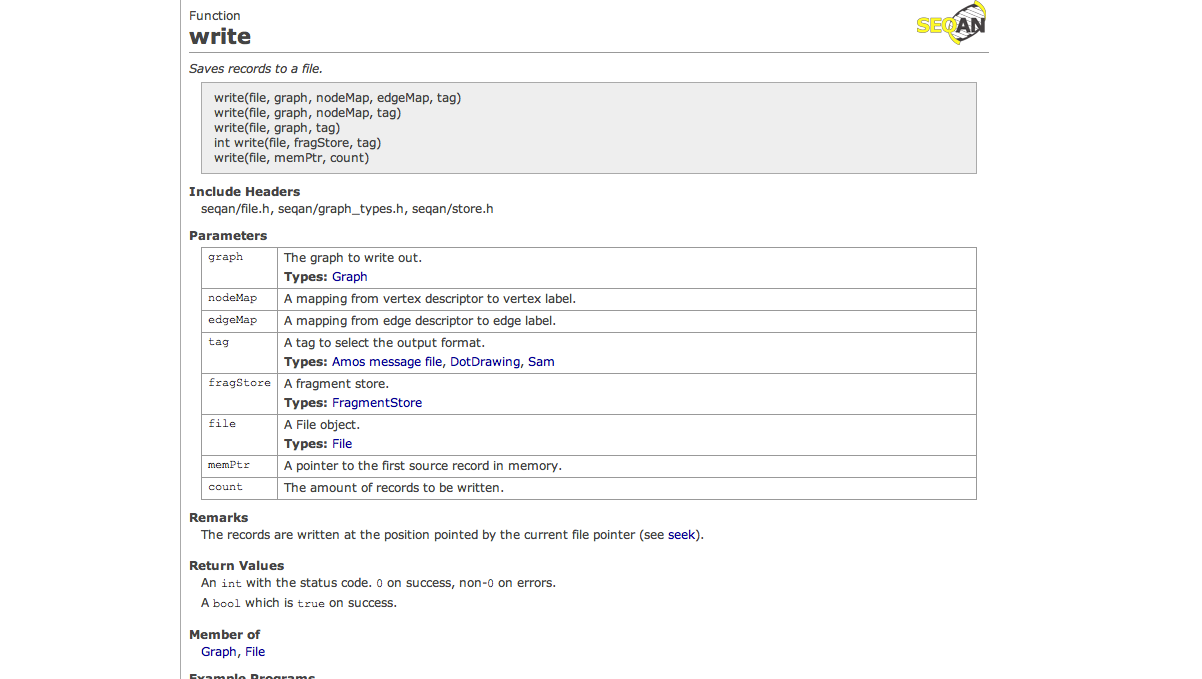 Function
write
SEQAN
Saves records to a file.
write(file, graph, nodeMap, edgeMap, tag)
write(file, graph, nodeMap, tag)
write(file, graph, tag)
int write(file, fragStore, tag)
write(file, memPtr, count)
Include Headers
seqan/file.h, seqan/graph_types.h, seqan/store.h
Parameters
graph The graph to write out.
Types: Graph
nodeMap A mapping from vertex descriptor to vertex label.
edgeMap A mapping from edge descriptor to edge label.
tag A tag to select the output format.
Types: Amos message file, DotDrawing, Sam
fragStore A fragment store.
Types: FragmentStore
file A File object.
Types: File
memPtr A pointer to the first source record in memory.
count The amount of records to be written.
Remarks
The records are written at the position pointed by the current file pointer (see seek).
Return Values
An int with the status code. 0 on success, non-0 on errors.
A bool which is true on success.
Member of
Graph, File
Example Programs